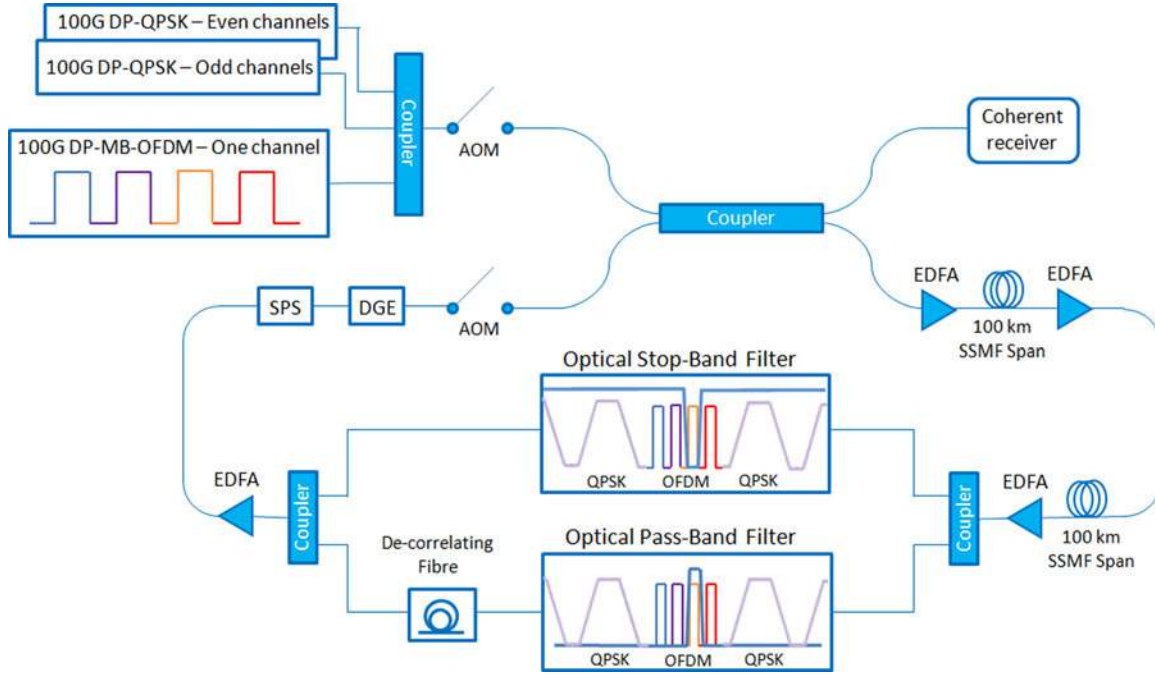 100G DP-QPSK – Even channels
100G DP-QPSK – Odd channels
100G DP-MB-OFDM – One channel
Coupler
AOM
Coherent
receiver
Coupler
EDFA
EDFA
100 km
SSMF Span
SPS
DGE
AOM
Optical Stop-Band Filter
QPSK
OFDM
QPSK
EDFA
Coupler
De-correlating
Fibre
Optical Pass-Band Filter
QPSK
OFDM
QPSK
Coupler
EDFA
100 km
SSMF Span